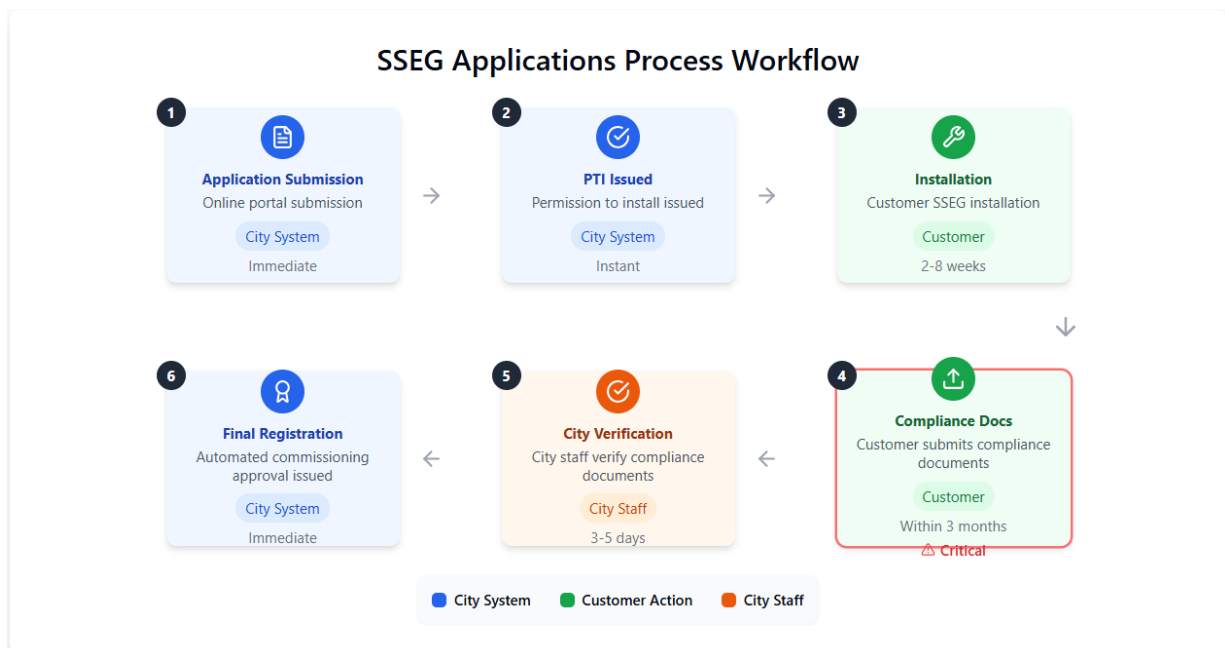 SSEG Applications Process Workflow
1
Application Submission
Online portal submission
City System
Immediate
2
PTI Issued
Permission to install issued
City System
Instant
3
Installation
Customer SSEG installation
Customer
2-8 weeks
4
Compliance Docs
Customer submits compliance
documents
Customer
Within 3 months
Critical
5
City Verification
City staff verify compliance
documents
City Staff
3-5 days
6
Final Registration
Automated commissioning
approval issued
City System
Immediate
City System
Customer Action
City Staff